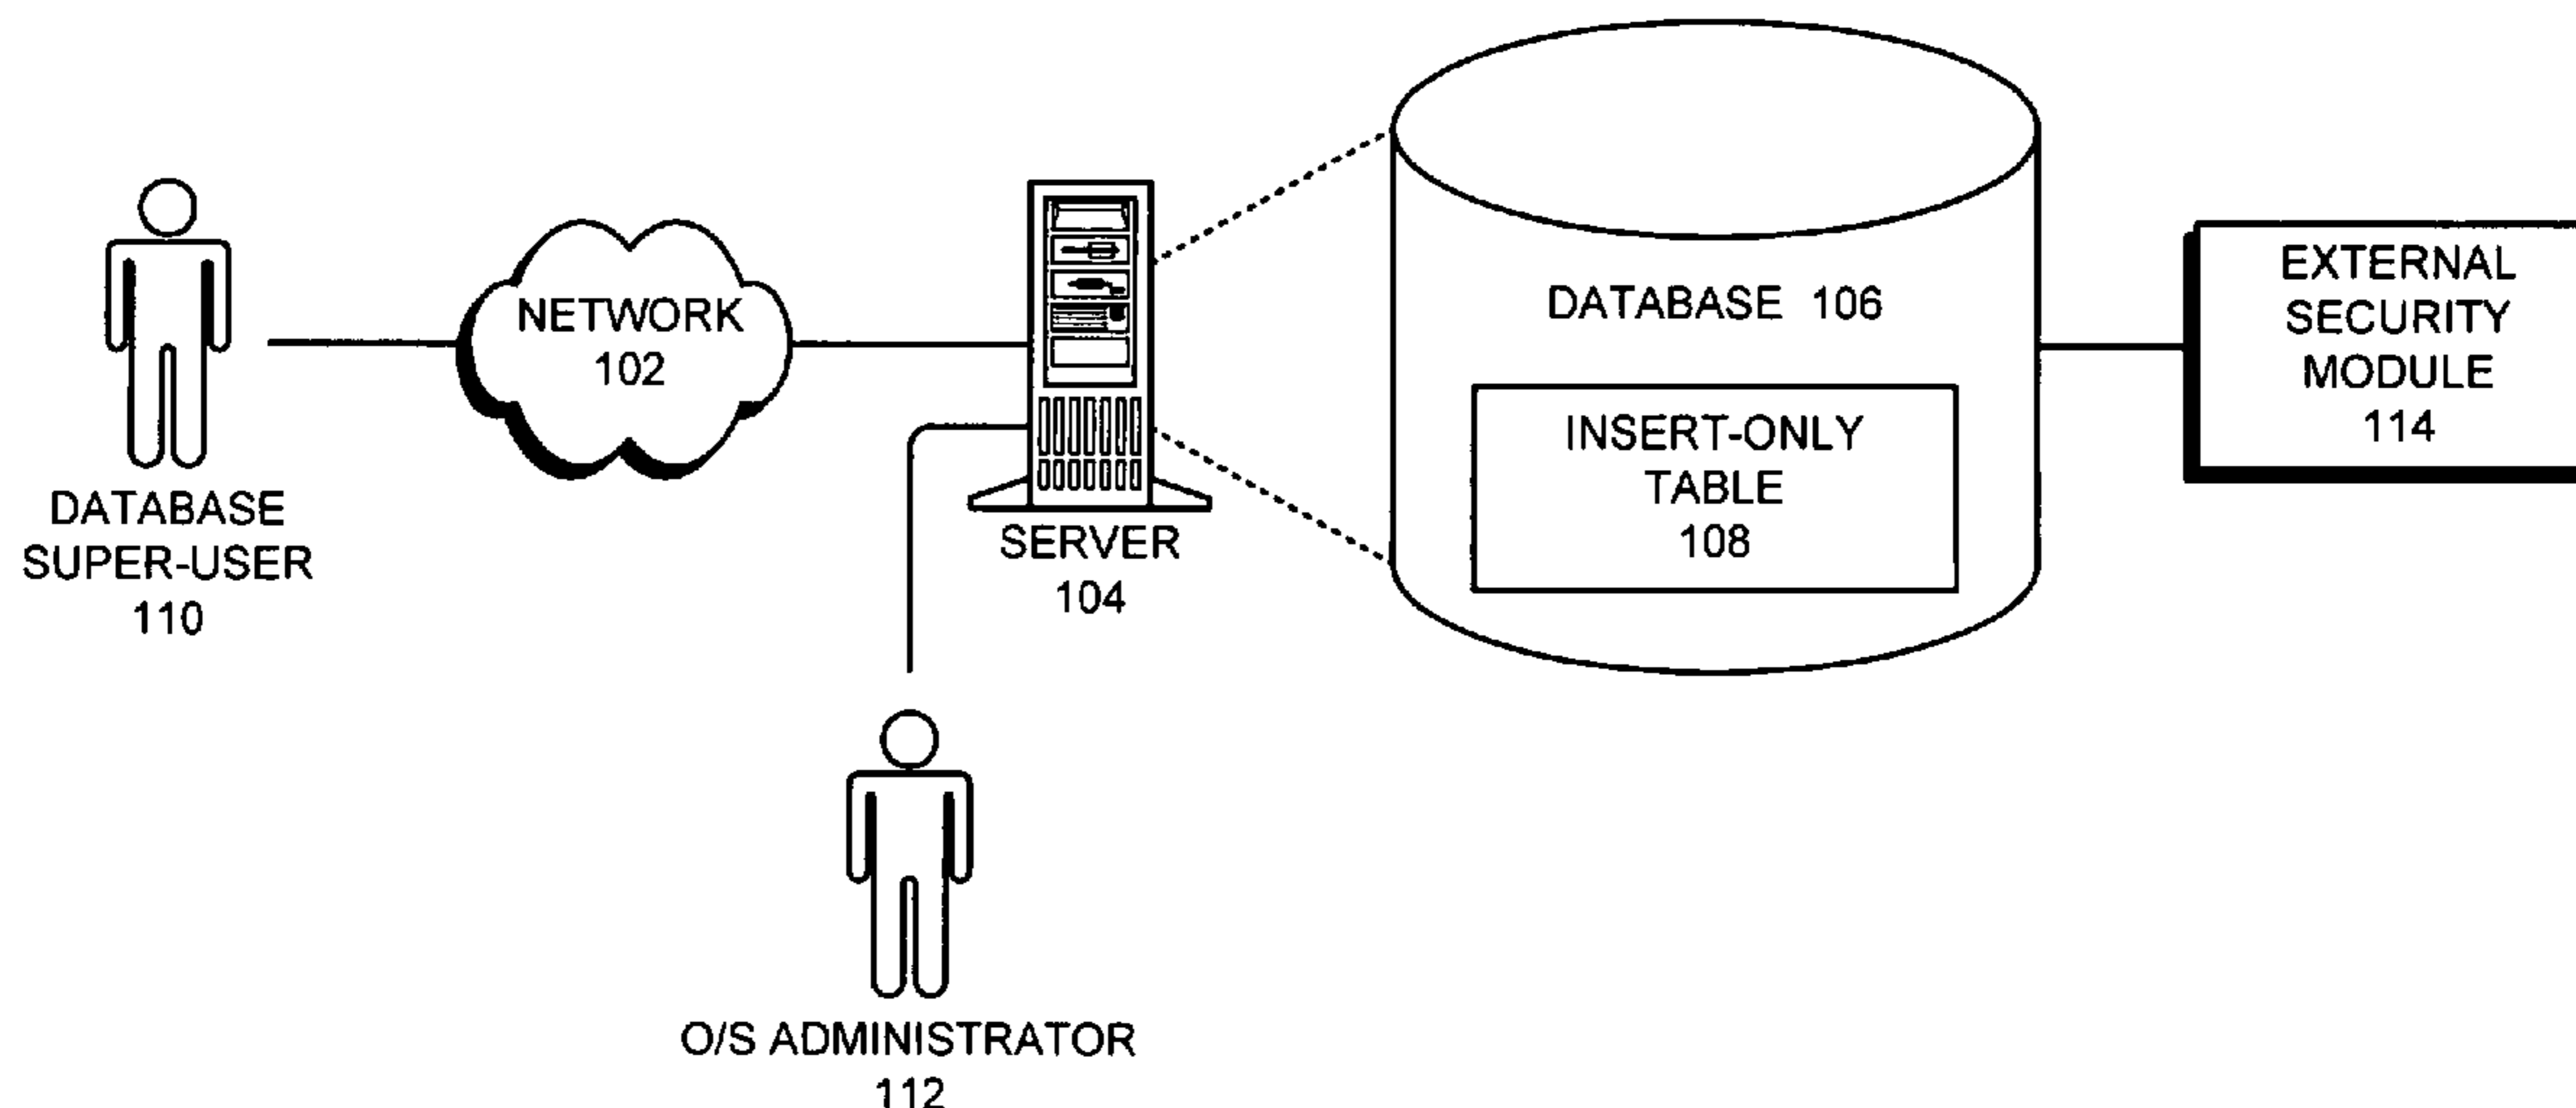 DATABASE
SUPER-USER
110
NETWORK
102
SERVER
104
O/S ADMINISTRATOR
112
DATABASE 106
INSERT-ONLY
TABLE
108
EXTERNAL
SECURITY
MODULE
114